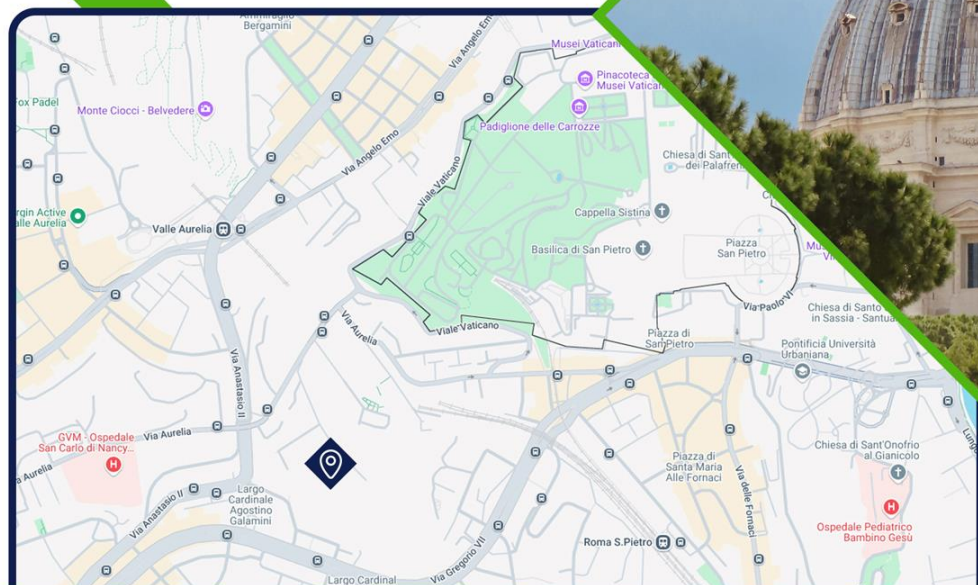 Bergamini
Via Angelo Emo
Musei Vaticani
Pinacoteca
Musei Vatican
ox Padel
Monte Ciocci - Belvedere
Padiglione delle Carrozze
Via Angelo Emo
Chiesa di Sant
dei Palafren
Viale Vaticano
rgin Active
alle Aurelia
Cappella Sistina
Valle Aurelia
Basilica di San Pietro
Piazza
San Pietro
Via Paolo VI
Chiesa di Santo
in Sassia - Santua
Via Aurelia
Viale Vaticano
Piazza di
San Pietro
Pontificia Università
Urbaniana
Via Anastasio II
GVM - Ospedale
San Carlo di Nancy...
Via Aurelia
a Aurelia
Chiesa di Sant'Onofrio
al Gianicolo
Piazza di
Santa Maria
Alle Fornaci
Via delle Fornaci
Largo
Cardinale
Agostino
Galamini
Via Anastasio II
Ospedale Pediatrico
Bambino Gesù
Roma S.Pietro
Via Gregorio VII
Largo Cardinal